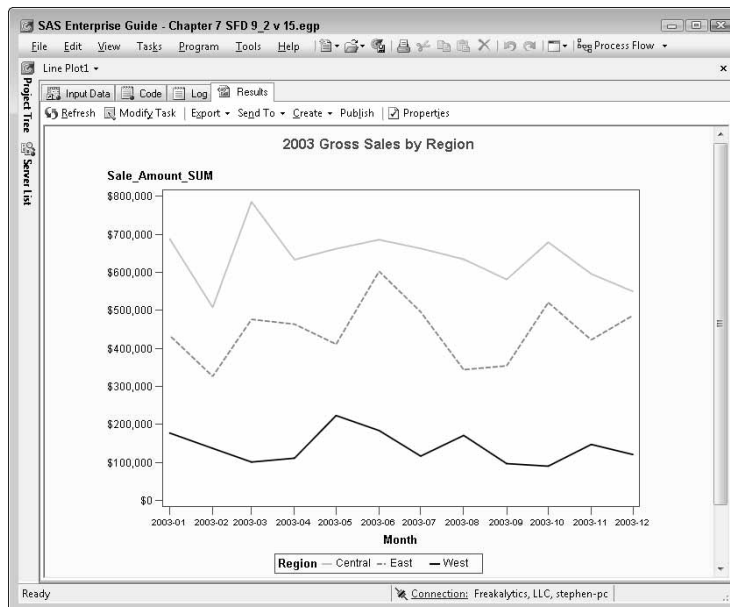 SAS Enterprise Guide - Chapter 7 SFD 9_2 v 15.egp
File Edit View Tasks Program Tools Help Process Flow
Line Plot1
Project Tree
Server List
Input Data Code Log Results
Refresh Modify Task Export Send To Create Publish Properties
2003 Gross Sales by Region
Sale_Amount_SUM
$800,000
$700,000
$600,000
$500,000
$400,000
$300,000
$200,000
$100,000
$0
2003-01 2003-02 2003-03 2003-04 2003-05 2003-06 2003-07 2003-08 2003-09 2003-10 2003-11 2003-12
Month
Region Central East West
Ready Connection: Freakalytics, LLC, stephen-pc